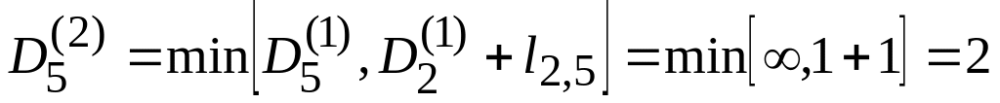 D_5^{(2)} = min[D_5^{(1)}, D_2^{(1)} + l_{2,5}] = min[∞,1+1] = 2